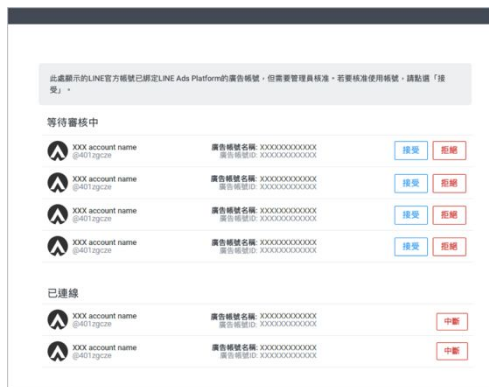 此處顯示的LINE官方帳號已綁定LINE Ads Platform的廣告帳號，但需要管理員核准。若要核准使用帳號，請點選「接
受」。
等待審核中
XXX account name 廣告帳號名稱: XXXXXXXXXXXX 接受 拒絕
@401zgcze 廣告帳號ID: XXXXXXXXXXXX
XXX account name 廣告帳號名稱: XXXXXXXXXXXX 接受 拒絕
@401zgcze 廣告帳號ID: XXXXXXXXXXXX
XXX account name 廣告帳號名稱: XXXXXXXXXXXX 接受 拒絕
@401zgcze 廣告帳號ID: XXXXXXXXXXXX
XXX account name 廣告帳號名稱: XXXXXXXXXXXX 接受 拒絕
@401zgcze 廣告帳號ID: XXXXXXXXXXXX
已連線
XXX account name 廣告帳號名稱: XXXXXXXXXXXX 中斷
@401zgcze 廣告帳號ID: XXXXXXXXXXXX
XXX account name 廣告帳號名稱: XXXXXXXXXXXX 中斷
@401zgcze 廣告帳號ID: XXXXXXXXXXXX